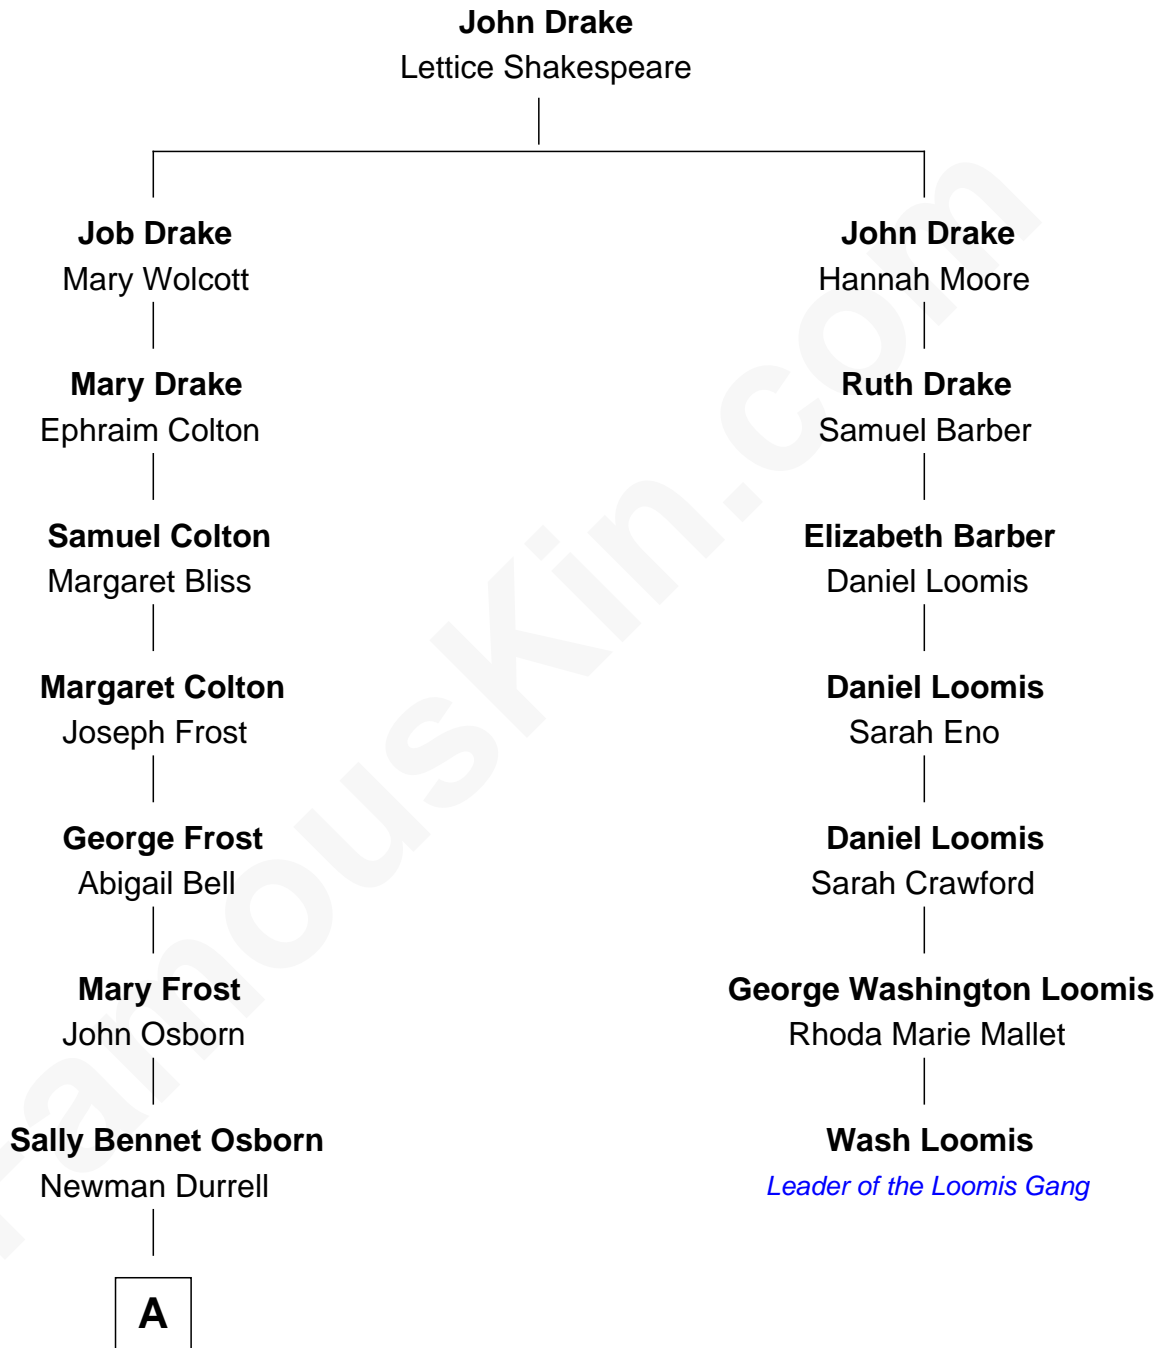 John Drake
Lettice Shakespeare
Job Drake
Mary Wolcott
John Drake
Hannah Moore
Mary Drake
Ephraim Colton
Ruth Drake
Samuel Barber
Samuel Colton
Margaret Bliss
Elizabeth Barber
Daniel Loomis
Margaret Colton
Joseph Frost
Daniel Loomis
Sarah Eno
George Frost
Abigail Bell
Daniel Loomis
Sarah Crawford
Mary Frost
John Osborn
George Washington Loomis
Rhoda Marie Mallet
Sally Bennet Osborn
Newman Durrell
Wash Loomis
Leader of the Loomis Gang
A
FamousKin.com